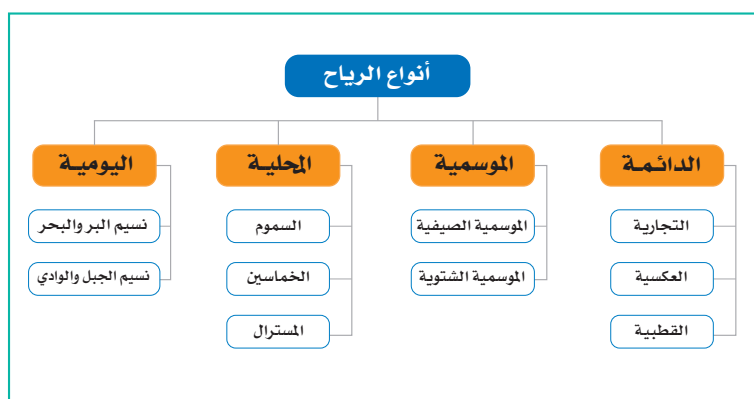 أنواع الرياح
الدائمة
الموسمية
المحلية
اليومية
التجارية
الموسمية الصيفية
السموم
نسيم البر والبحر
العكسية
الموسمية الشتوية
الخماسين
نسيم الجبل والوادي
القطبية
المسترال